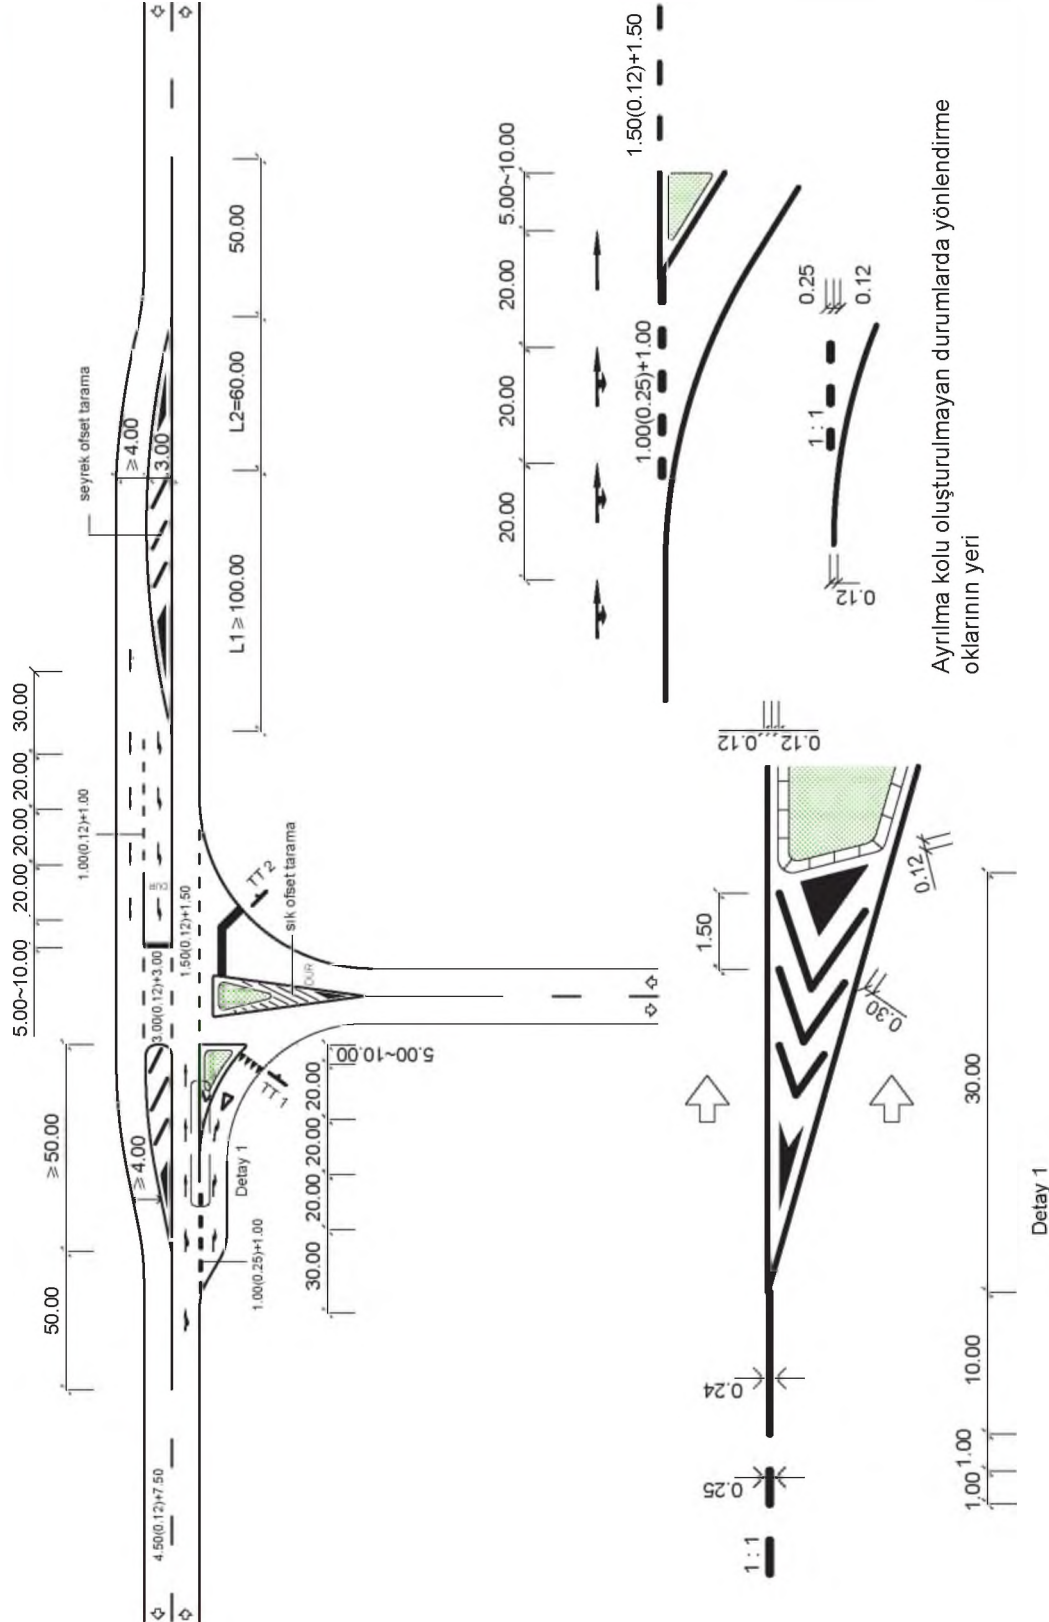 5.00~10.00 20.00 20.00 20.00 30.00
1.00(0.12)+1.00
seyrek ofset tarama
≥4.00
3.00
≥50.00
50.00
≥4.00
3.00(0.12)+3.00
DUR
1.50(0.12)+1.50
4.50(0.12)+7.50
L1≥100.00
L2=60.00
50.00
TT 2
sık ofset tarama
DUR
TT 1
Detay 1
1.00(0.25)+1.00
30.00 20.00 20.00 20.00
5.00~10.00
20.00 20.00 20.00 5.00~10.00
1.00(0.25)+1.00
1.50(0.12)+1.50
1 : 1
0.25
0.12
0.12
Ayrılma kolu oluşturulmayan durumlarda yönlendirme
oklarının yeri
1 : 1
0.25
0.24
1.50
0.30
0.12
0.12
0.12
1.00 1.00 10.00 30.00
Detay 1